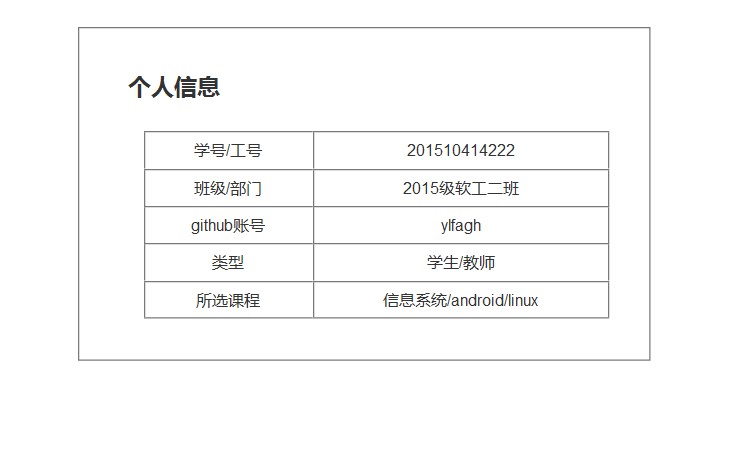 个人信息
学号/工号 201510414222
班级/部门 2015级软工二班
github账号 ylfagh
类型 学生/教师
所选课程 信息系统/android/linux